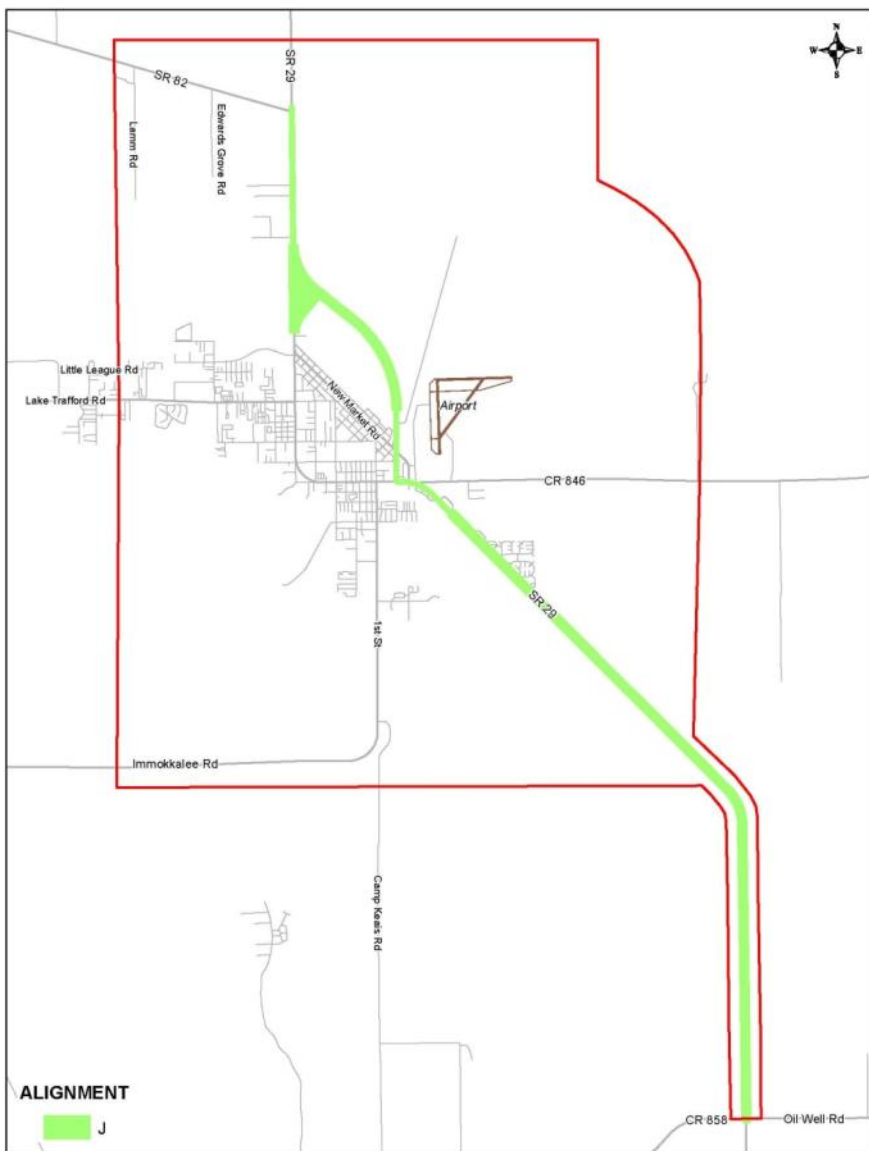 N
W E
S
SR 29
SR 82
Lamm Rd
Edwards Grove Rd
Little League Rd
Lake Trafford Rd
New Market Rd
Airport
CR 846
SR 29
1st St
Immokkalee Rd
Camp Keais Rd
ALIGNMENT
J
CR 858
Oil Well Rd